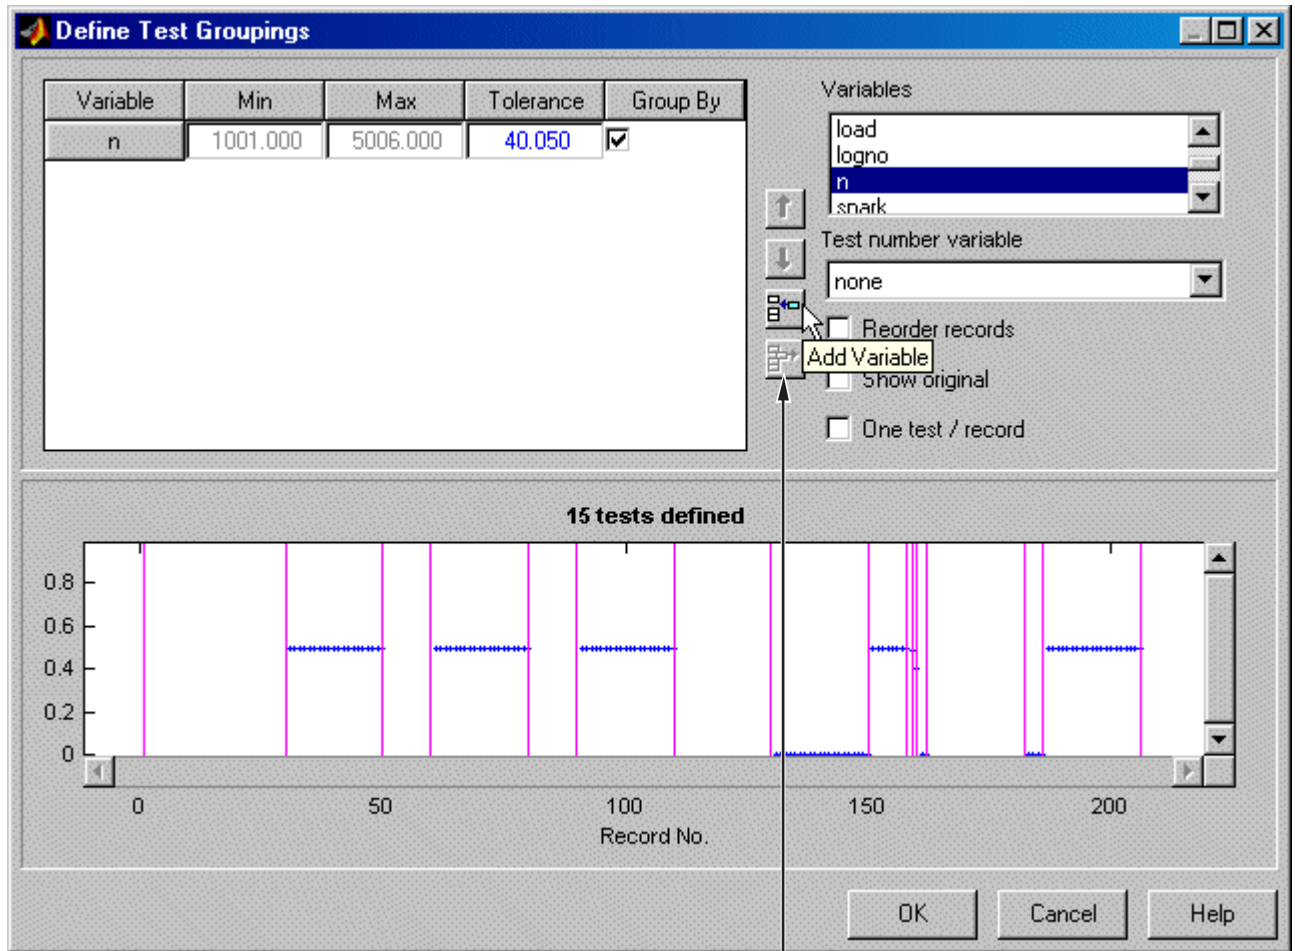 Define Test Groupings
Variable Min Max Tolerance Group By
n 1001.000 5006.000 40.050
Variables
load
logno
n
spark
Test number variable
none
Reorder records
Add Variable
Show original
One test / record
15 tests defined
0.8
0.6
0.4
0.2
0
0 50 100 150 200
Record No.
OK Cancel Help